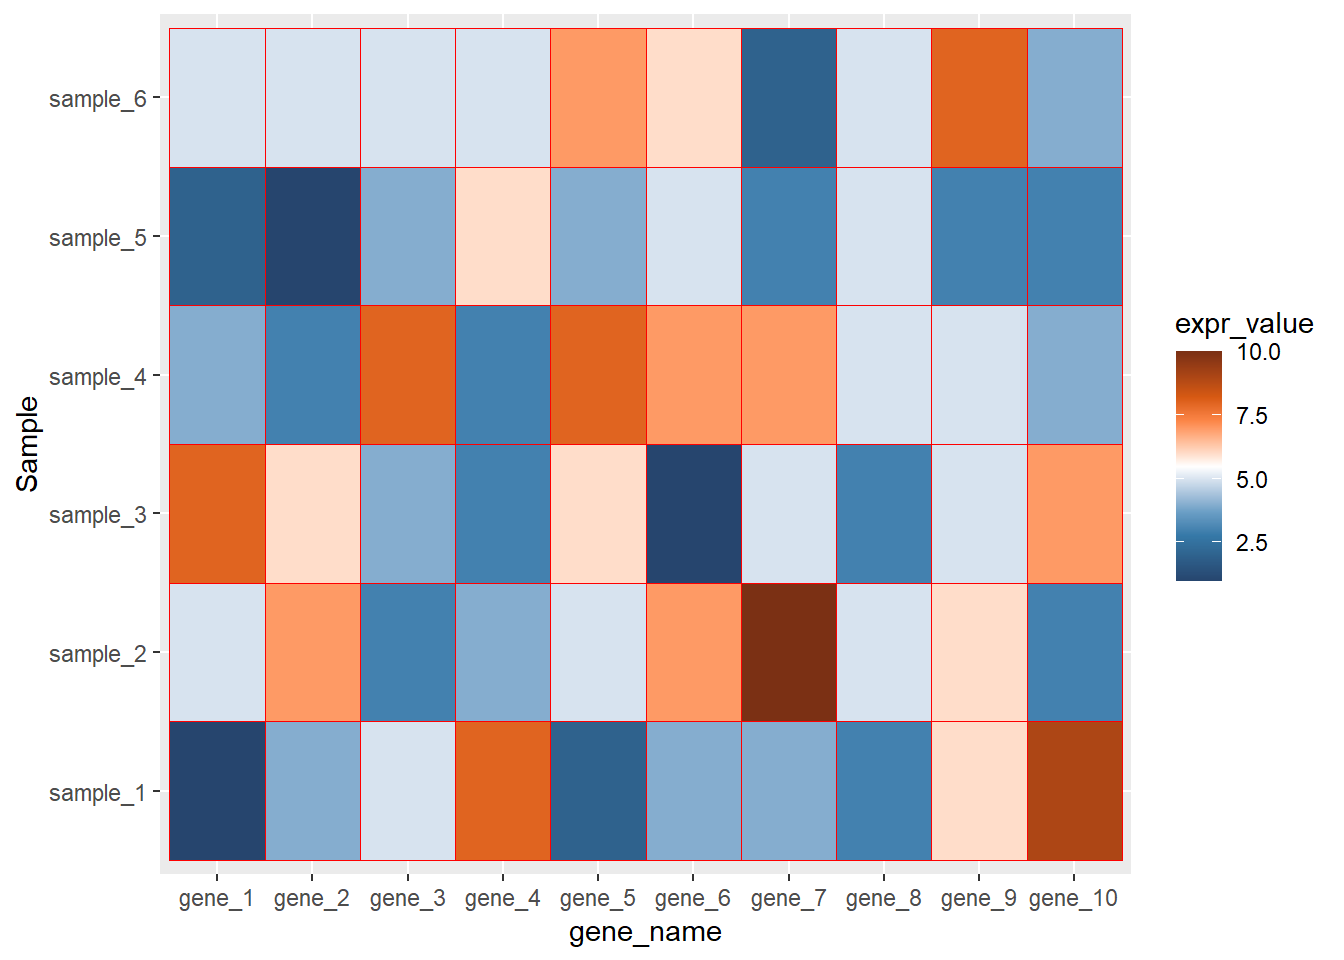 sample_6
sample_5
sample_4
sample_3
sample_2
sample_1
Sample
gene_1 gene_2 gene_3 gene_4 gene_5 gene_6 gene_7 gene_8 gene_9 gene_10
gene_name
expr_value
10.0
7.5
5.0
2.5